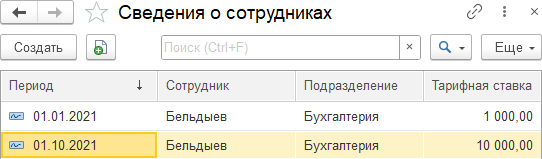 Сведения о сотрудниках
Создать Поиск (Ctrl+F) × Еще
Период ↓ Сотрудник Подразделение Тарифная ставка
01.01.2021 Бельдыев Бухгалтерия 1 000,00
01.10.2021 Бельдыев Бухгалтерия 10 000,00